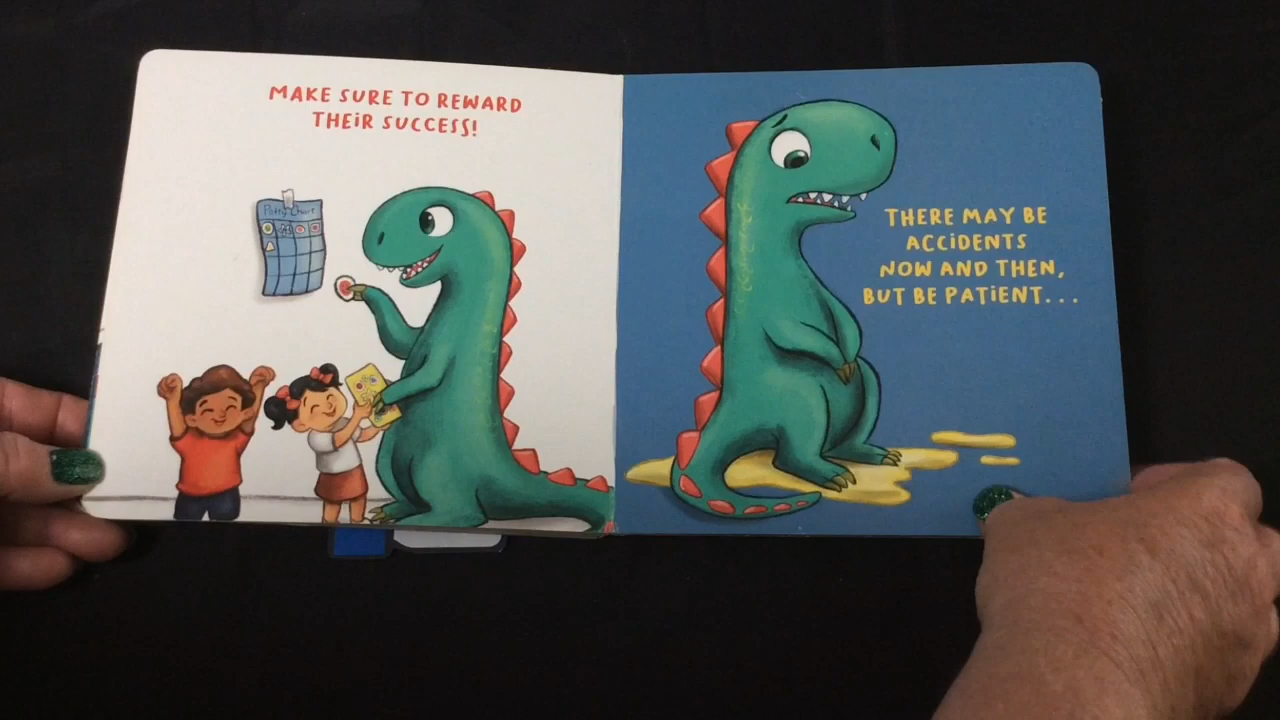 MAKE SURE TO REWARD
THEIR SUCCESS!
Potty Chart
THERE MAY BE
ACCIDENTS
NOW AND THEN,
BUT BE PATIENT...